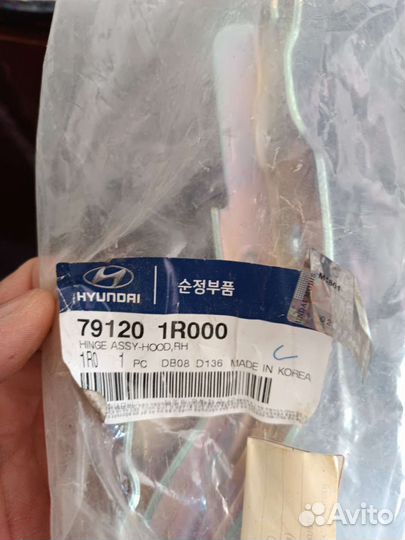 HYUNDAI
순정부품
79120 1R000
HINGE ASSY-HOOD,RH
1R0 1 PC DB08 D136 MADE IN KOREA
Avito